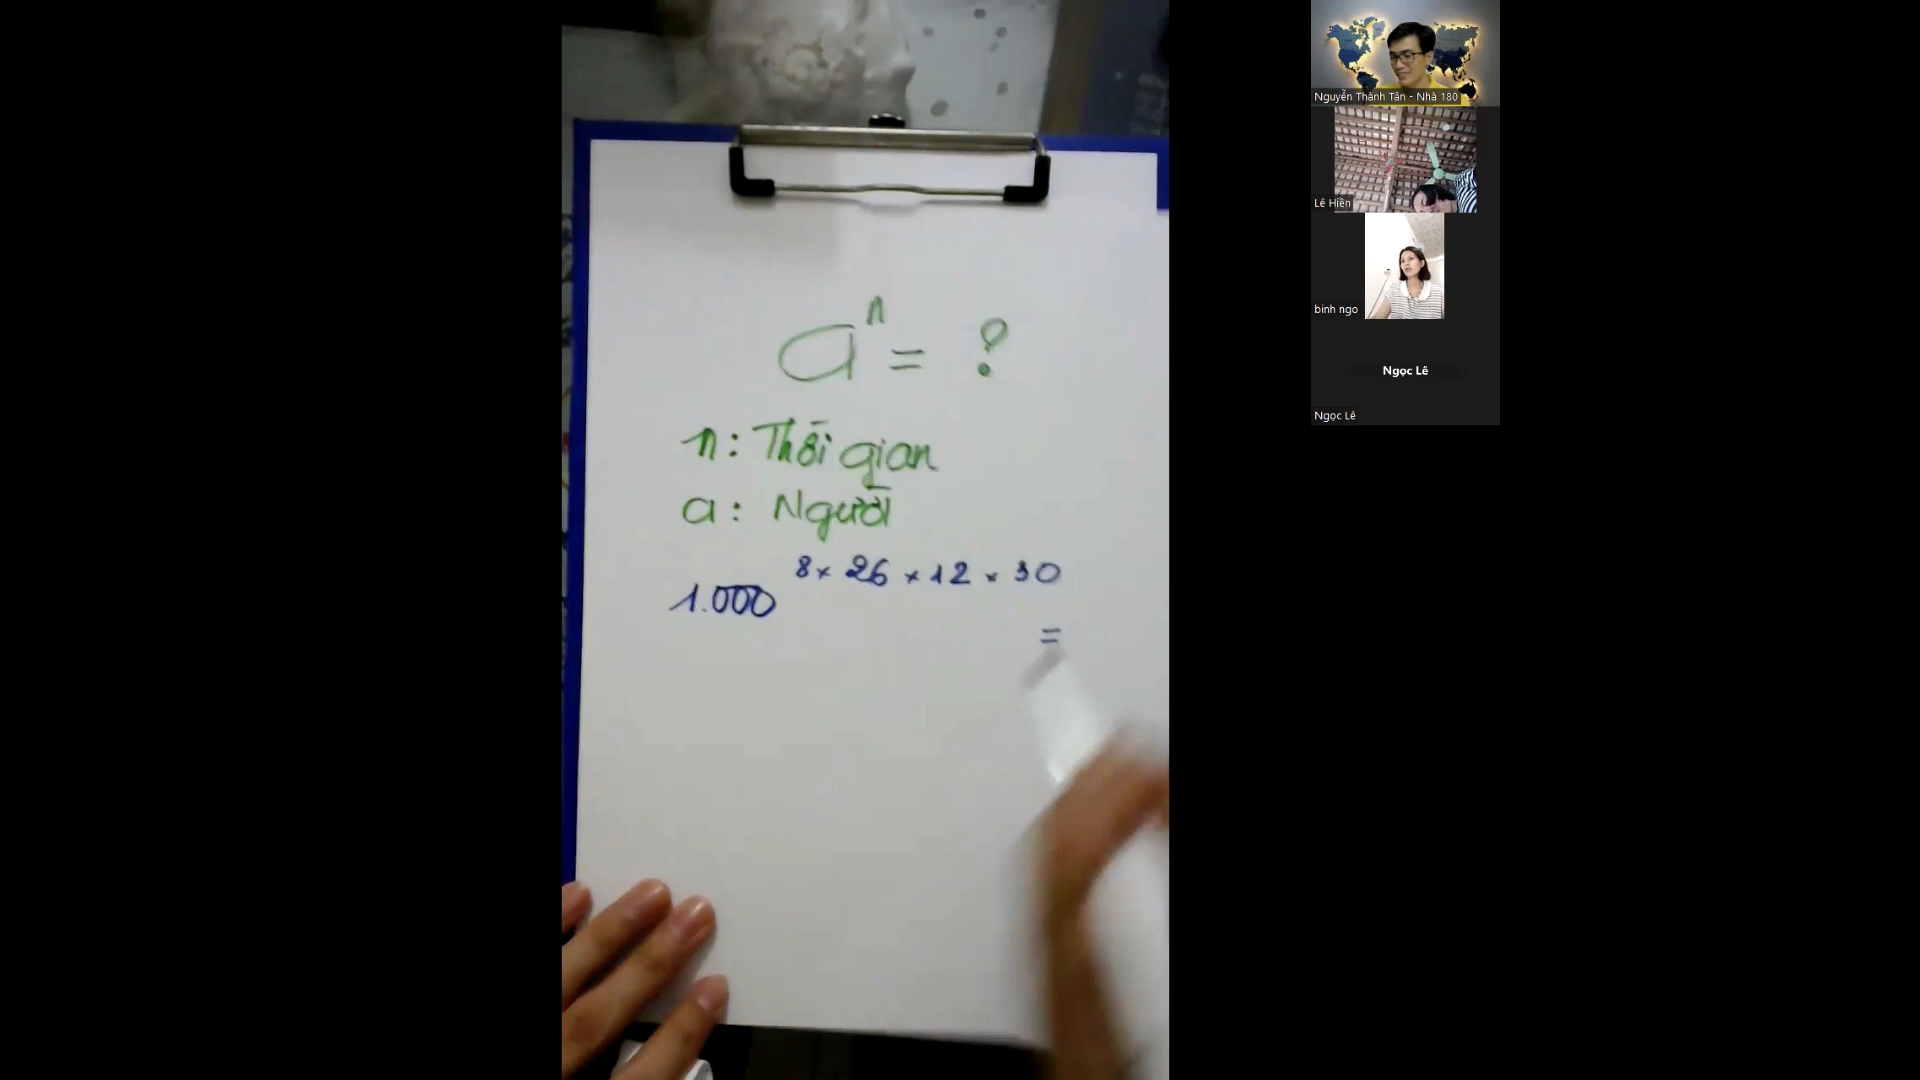 aⁿ = ?
n: Thời gian
a: Người
8 × 26 × 12 × 30
1.000
=
Nguyễn Thành Tân - Nhà 180
Lê Hiền
binh ngo
Ngọc Lê
Ngọc Lê